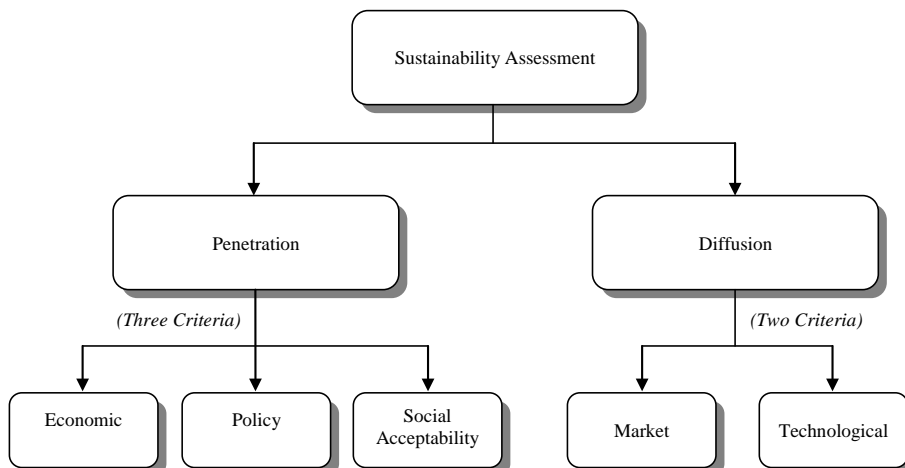 Sustainability Assessment
Penetration
Diffusion
(Three Criteria)
(Two Criteria)
Economic
Policy
Social
Acceptability
Market
Technological